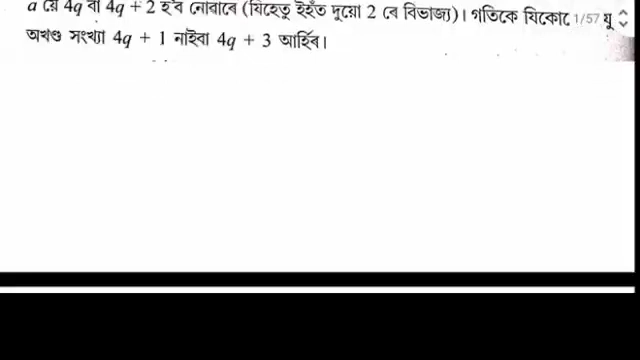 a য়ে 4q বা 4q + 2 হ'ব নোৱাৰে (যিহেতু ইহঁত দুয়ো 2 ৰে বিভাজ্য)। গতিকে যিকোনো 1/57 যু
অখণ্ড সংখ্যা 4q + 1 নাইবা 4q + 3 আৰ্হিৰ।